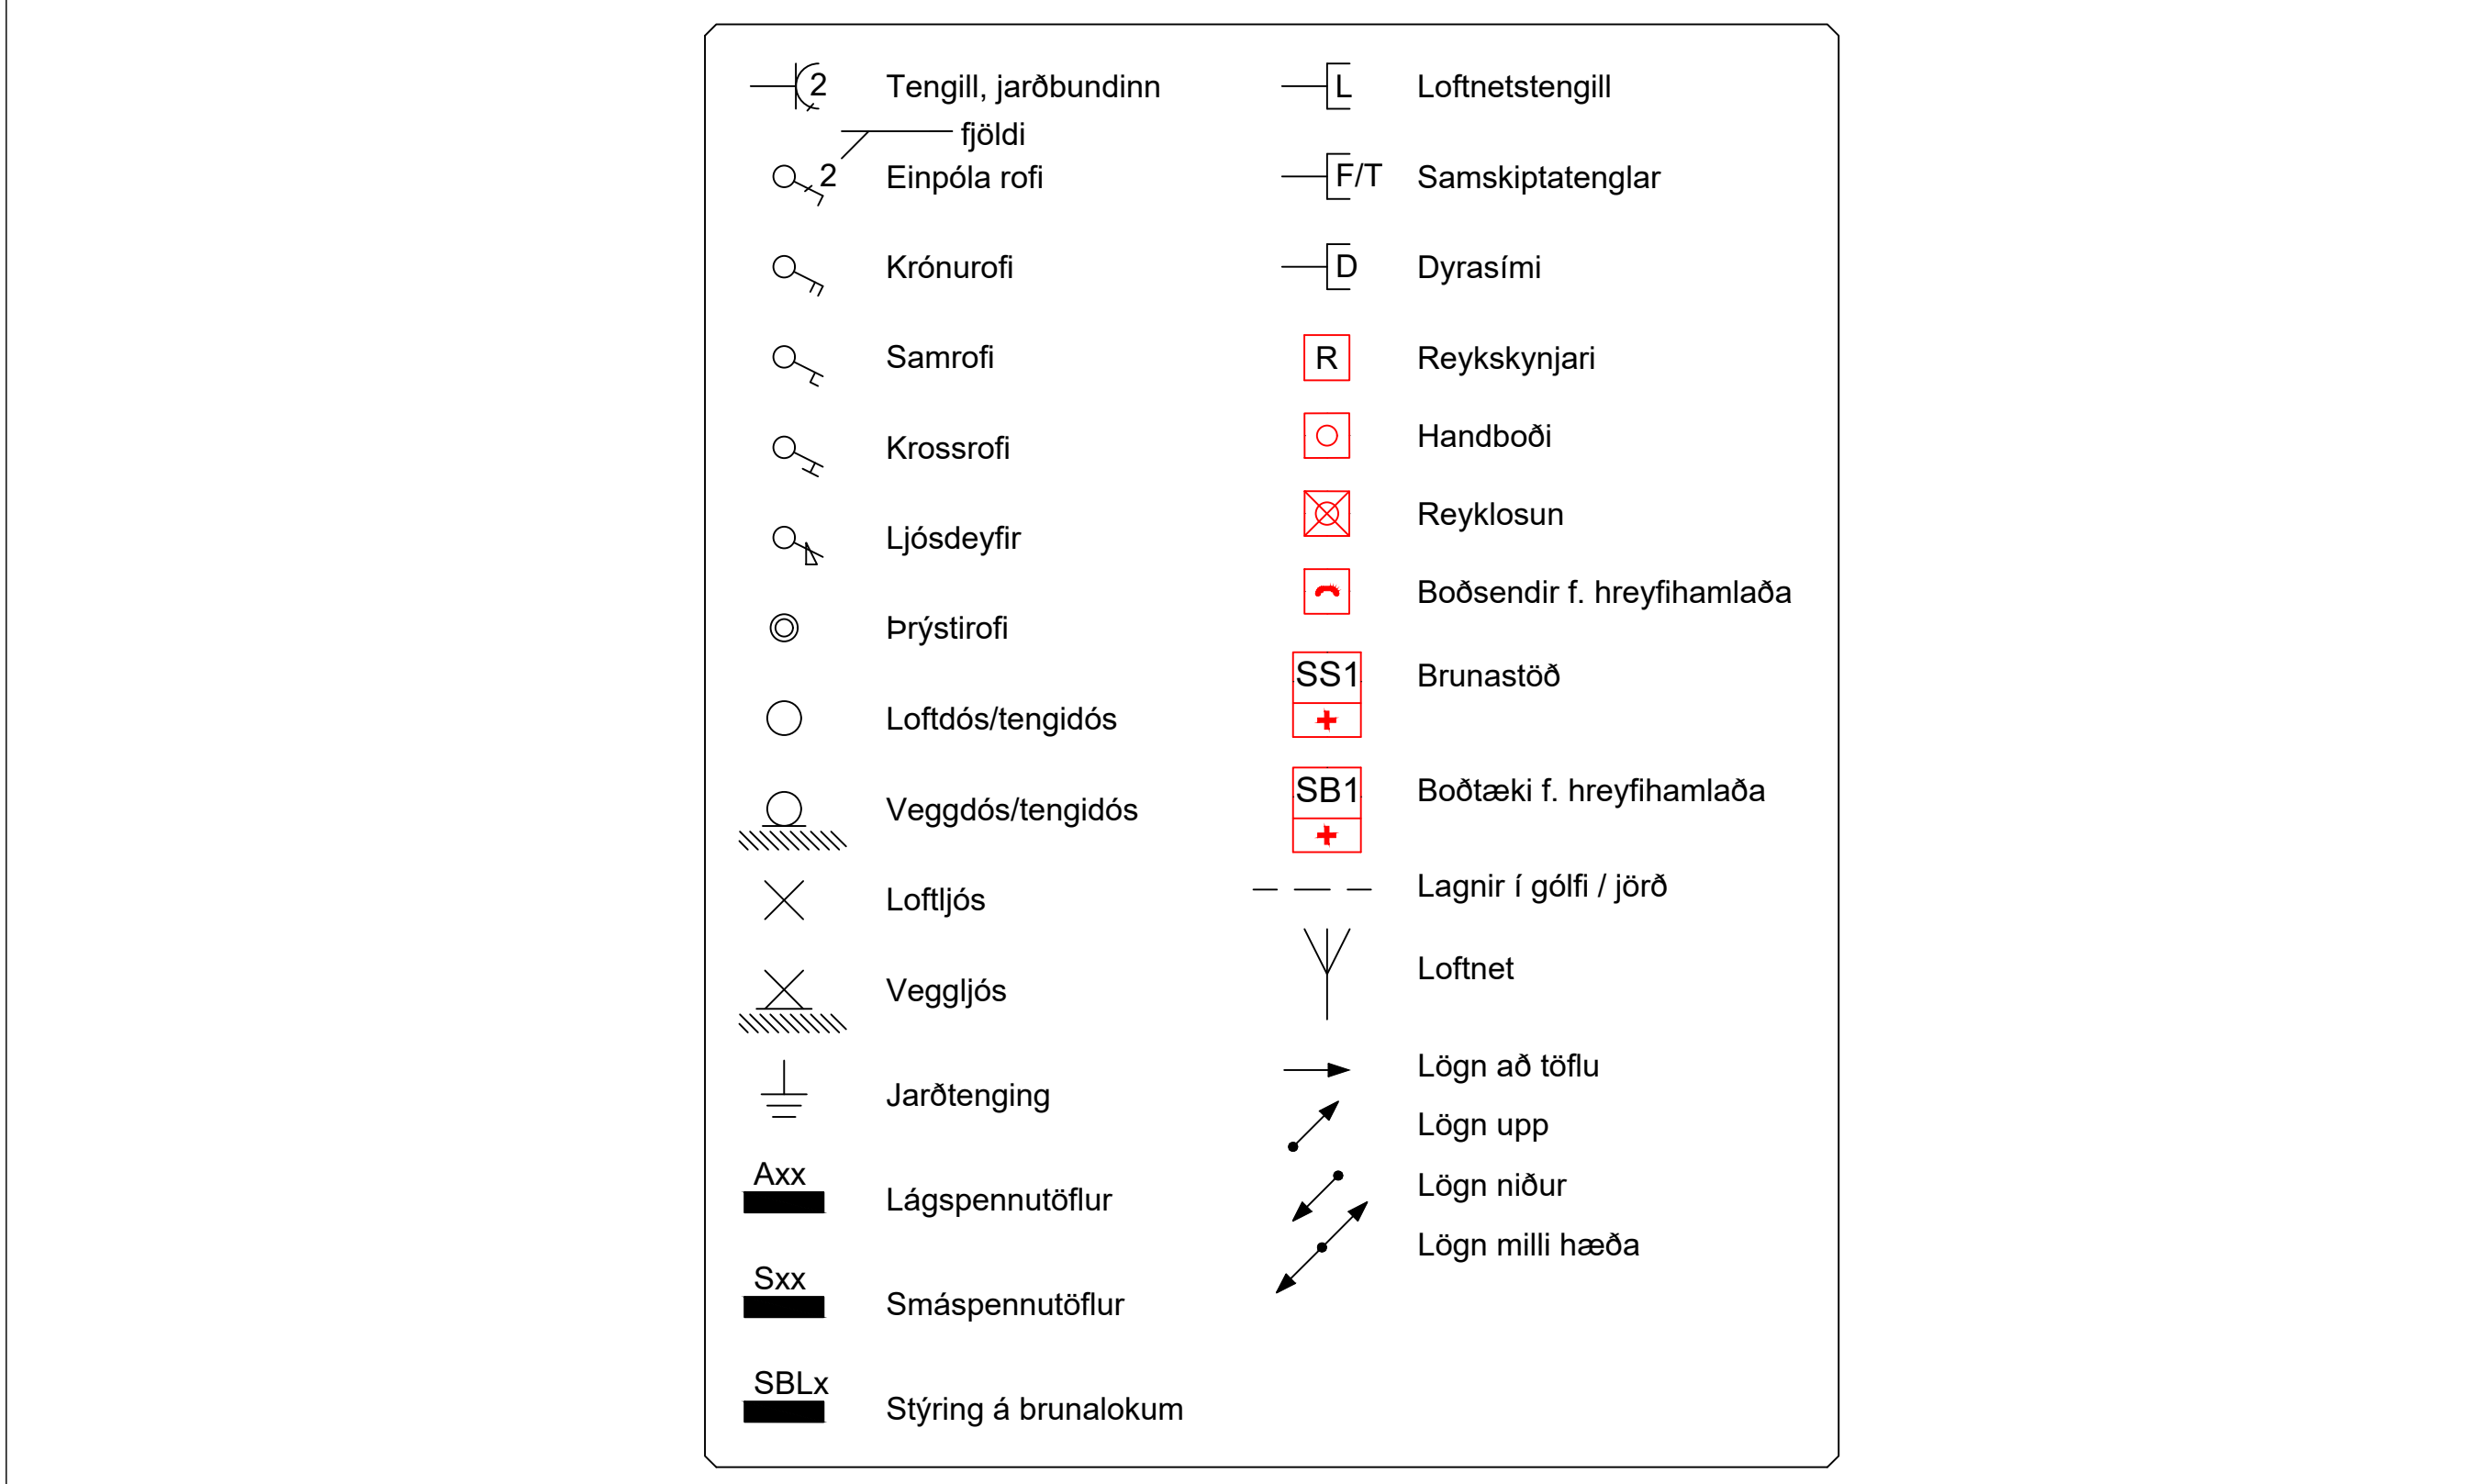 2 Tengill, jarðbundinn
fjöldi
2 Einpóla rofi
Krónurofi
Samrofi
Krossrofi
Ljósdeyfir
Þrýstirofi
Loftdós/tengidós
Veggdós/tengidós
Loftljós
Veggljós
Jarðtenging
Axx
Lágspennutöflur
Sxx
Smáspennutöflur
SBLx
Stýring á brunalokum
L Loftnetstengill
F/T Samskiptatenglar
D Dyrasími
R Reykskynjari
Handboði
Reyklosun
Boðsendir f. hreyfihamlaða
SS1 Brunastöð
SB1 Boðtæki f. hreyfihamlaða
Lagnir í gólfi / jörð
Loftnet
Lögn að töflu
Lögn upp
Lögn niður
Lögn milli hæða